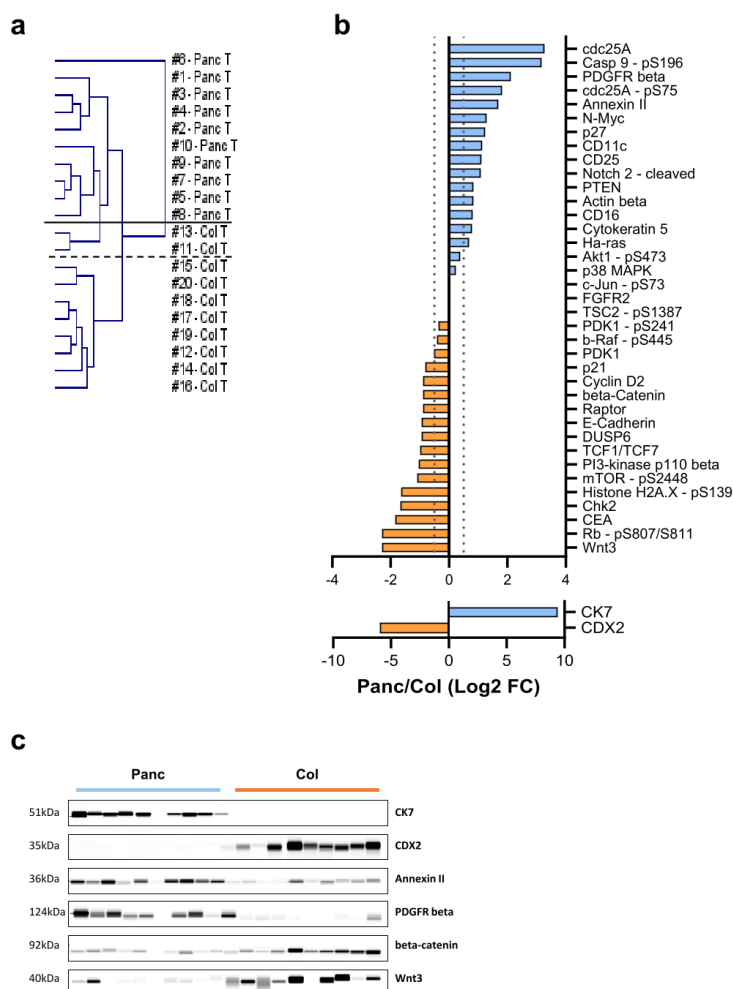 a
#6 - Panc T
#1 - Panc T
#3 - Panc T
#4 - Panc T
#2 - Panc T
#10 - Panc T
#9 - Panc T
#7 - Panc T
#5 - Panc T
#8 - Panc T
#13 - Col T
#11 - Col T
#15 - Col T
#20 - Col T
#18 - Col T
#17 - Col T
#19 - Col T
#12 - Col T
#14 - Col T
#16 - Col T
b
cdc25A
Casp 9 - pS196
PDGFR beta
cdc25A - pS75
Annexin II
N-Myc
p27
CD11c
CD25
Notch 2 - cleaved
PTEN
Actin beta
CD16
Cytokeratin 5
Ha-ras
Akt1 - pS473
p38 MAPK
c-Jun - pS73
FGFR2
TSC2 - pS1387
PDK1 - pS241
b-Raf - pS445
PDK1
p21
Cyclin D2
beta-Catenin
Raptor
E-Cadherin
DUSP6
TCF1/TCF7
PI3-kinase p110 beta
mTOR - pS2448
Histone H2A.X - pS139
Chk2
CEA
Rb - pS807/S811
Wnt3
-4 -2 0 2 4
CK7
CDX2
-10 -5 0 5 10
Panc/Col (Log2 FC)
c
Panc Col
51kDa CK7
35kDa CDX2
36kDa Annexin II
124kDa PDGFR beta
92kDa beta-catenin
40kDa Wnt3